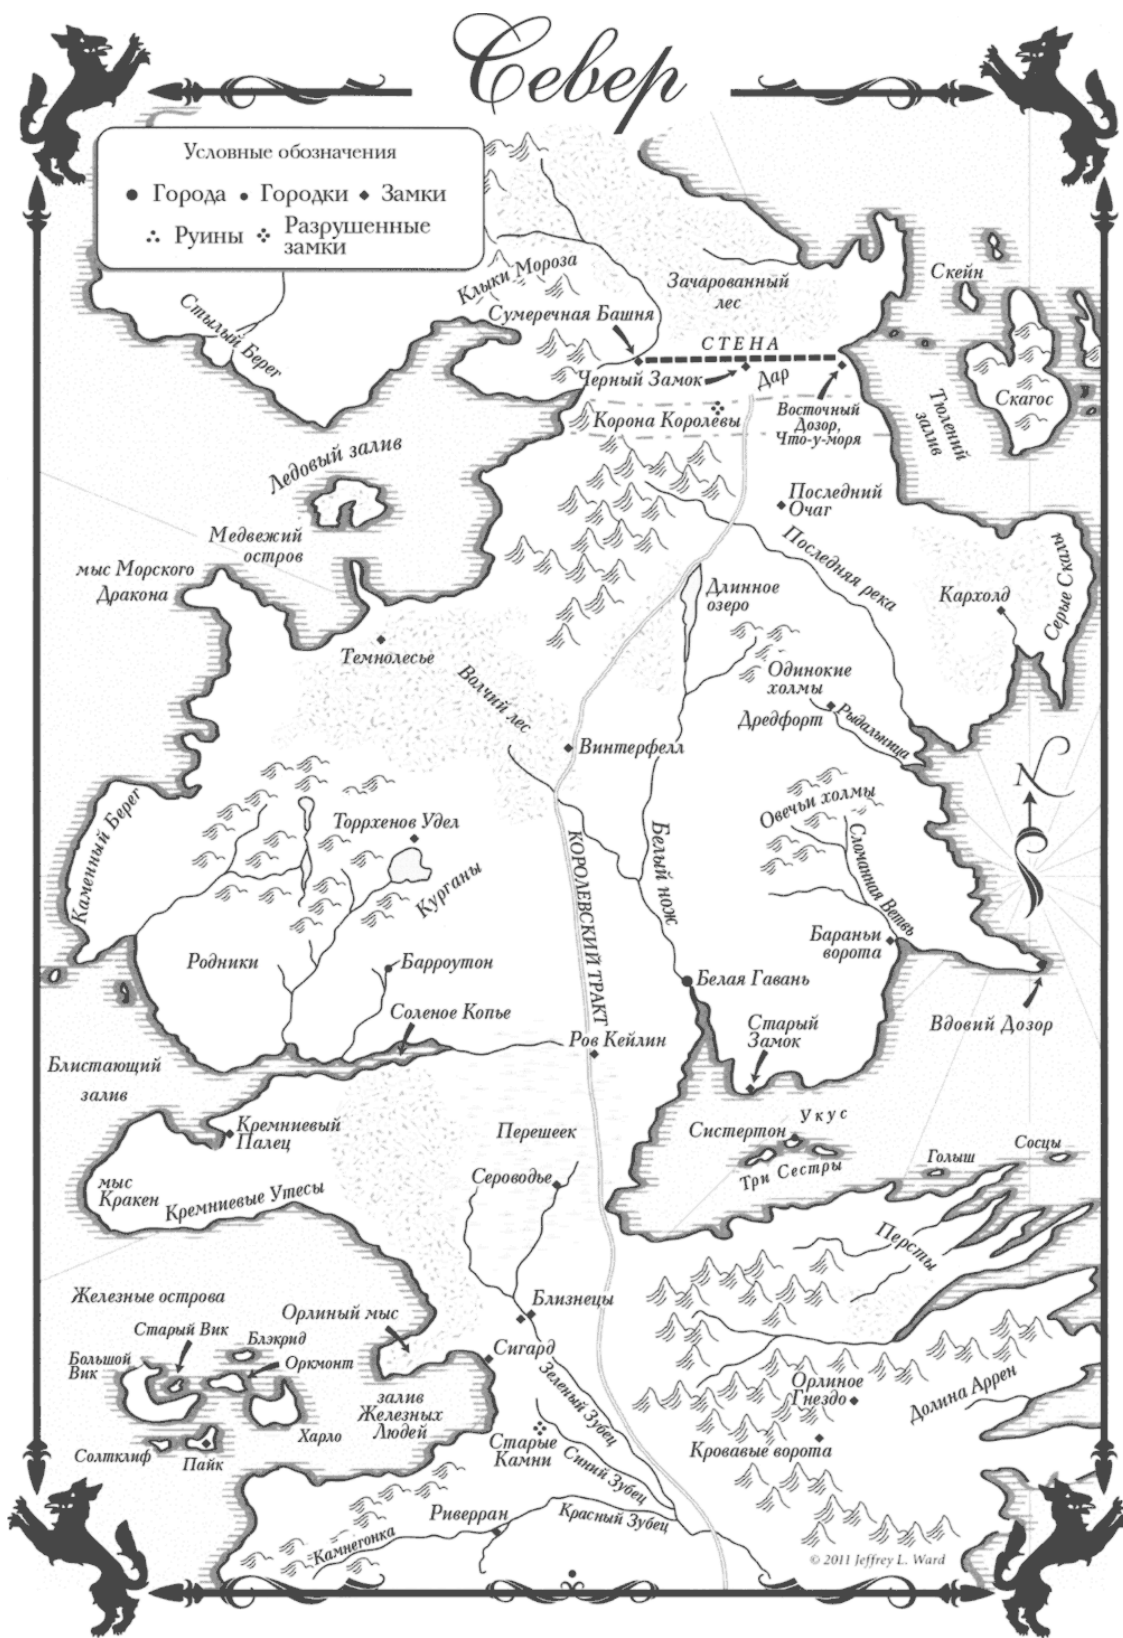 Север
Условные обозначения
Города
Городки
Замки
Руины
Разрушенные
замки
Клыки Мороза
Зачарованный
лес
Скейн
Стылый Берег
Сумеречная Башня
СТЕНА
Черный Замок
Дар
Скагос
Корона Королевы
Восточный
Дозор,
Что-у-моря
Тюлений
залив
Ледовый залив
Последний
Очаг
Медвежий
остров
мыс Морского
Дракона
Последняя река
Длинное
озеро
Кархолд
Серые Скалы
Темнолесье
Волчий лес
Одинокие
холмы
Дредфорт
Рыдальница
Винтерфелл
N
Каменный Берег
Торрхенов Удел
Овечьи холмы
КОРОЛЕВСКИЙ ТРАКТ
Белый нож
Сломанная Ветвь
Курганы
Родники
Барроутон
Бараньи
ворота
Белая Гавань
Соленое Копье
Старый
Замок
Вдовий Дозор
Ров Кейлин
Блистающий
залив
Кремниевый
Палец
Перешеек
Укус
Систертон
Три Сестры
Голыш
Сосцы
мыс
Кракен
Кремниевые Утесы
Сероводье
Персты
Железные острова
Близнецы
Орлиный мыс
Старый Вик
Блэкрид
Большой
Вик
Оркмонт
Сигард
Зеленый Зубец
Орлиное
Гнездо
Долина Аррен
залив
Железных
Людей
Харло
Солтклиф
Пайк
Старые
Камни
Синий Зубец
Кровавые ворота
Риверран
Красный Зубец
Камнегонка
© 2011 Jeffrey L. Ward